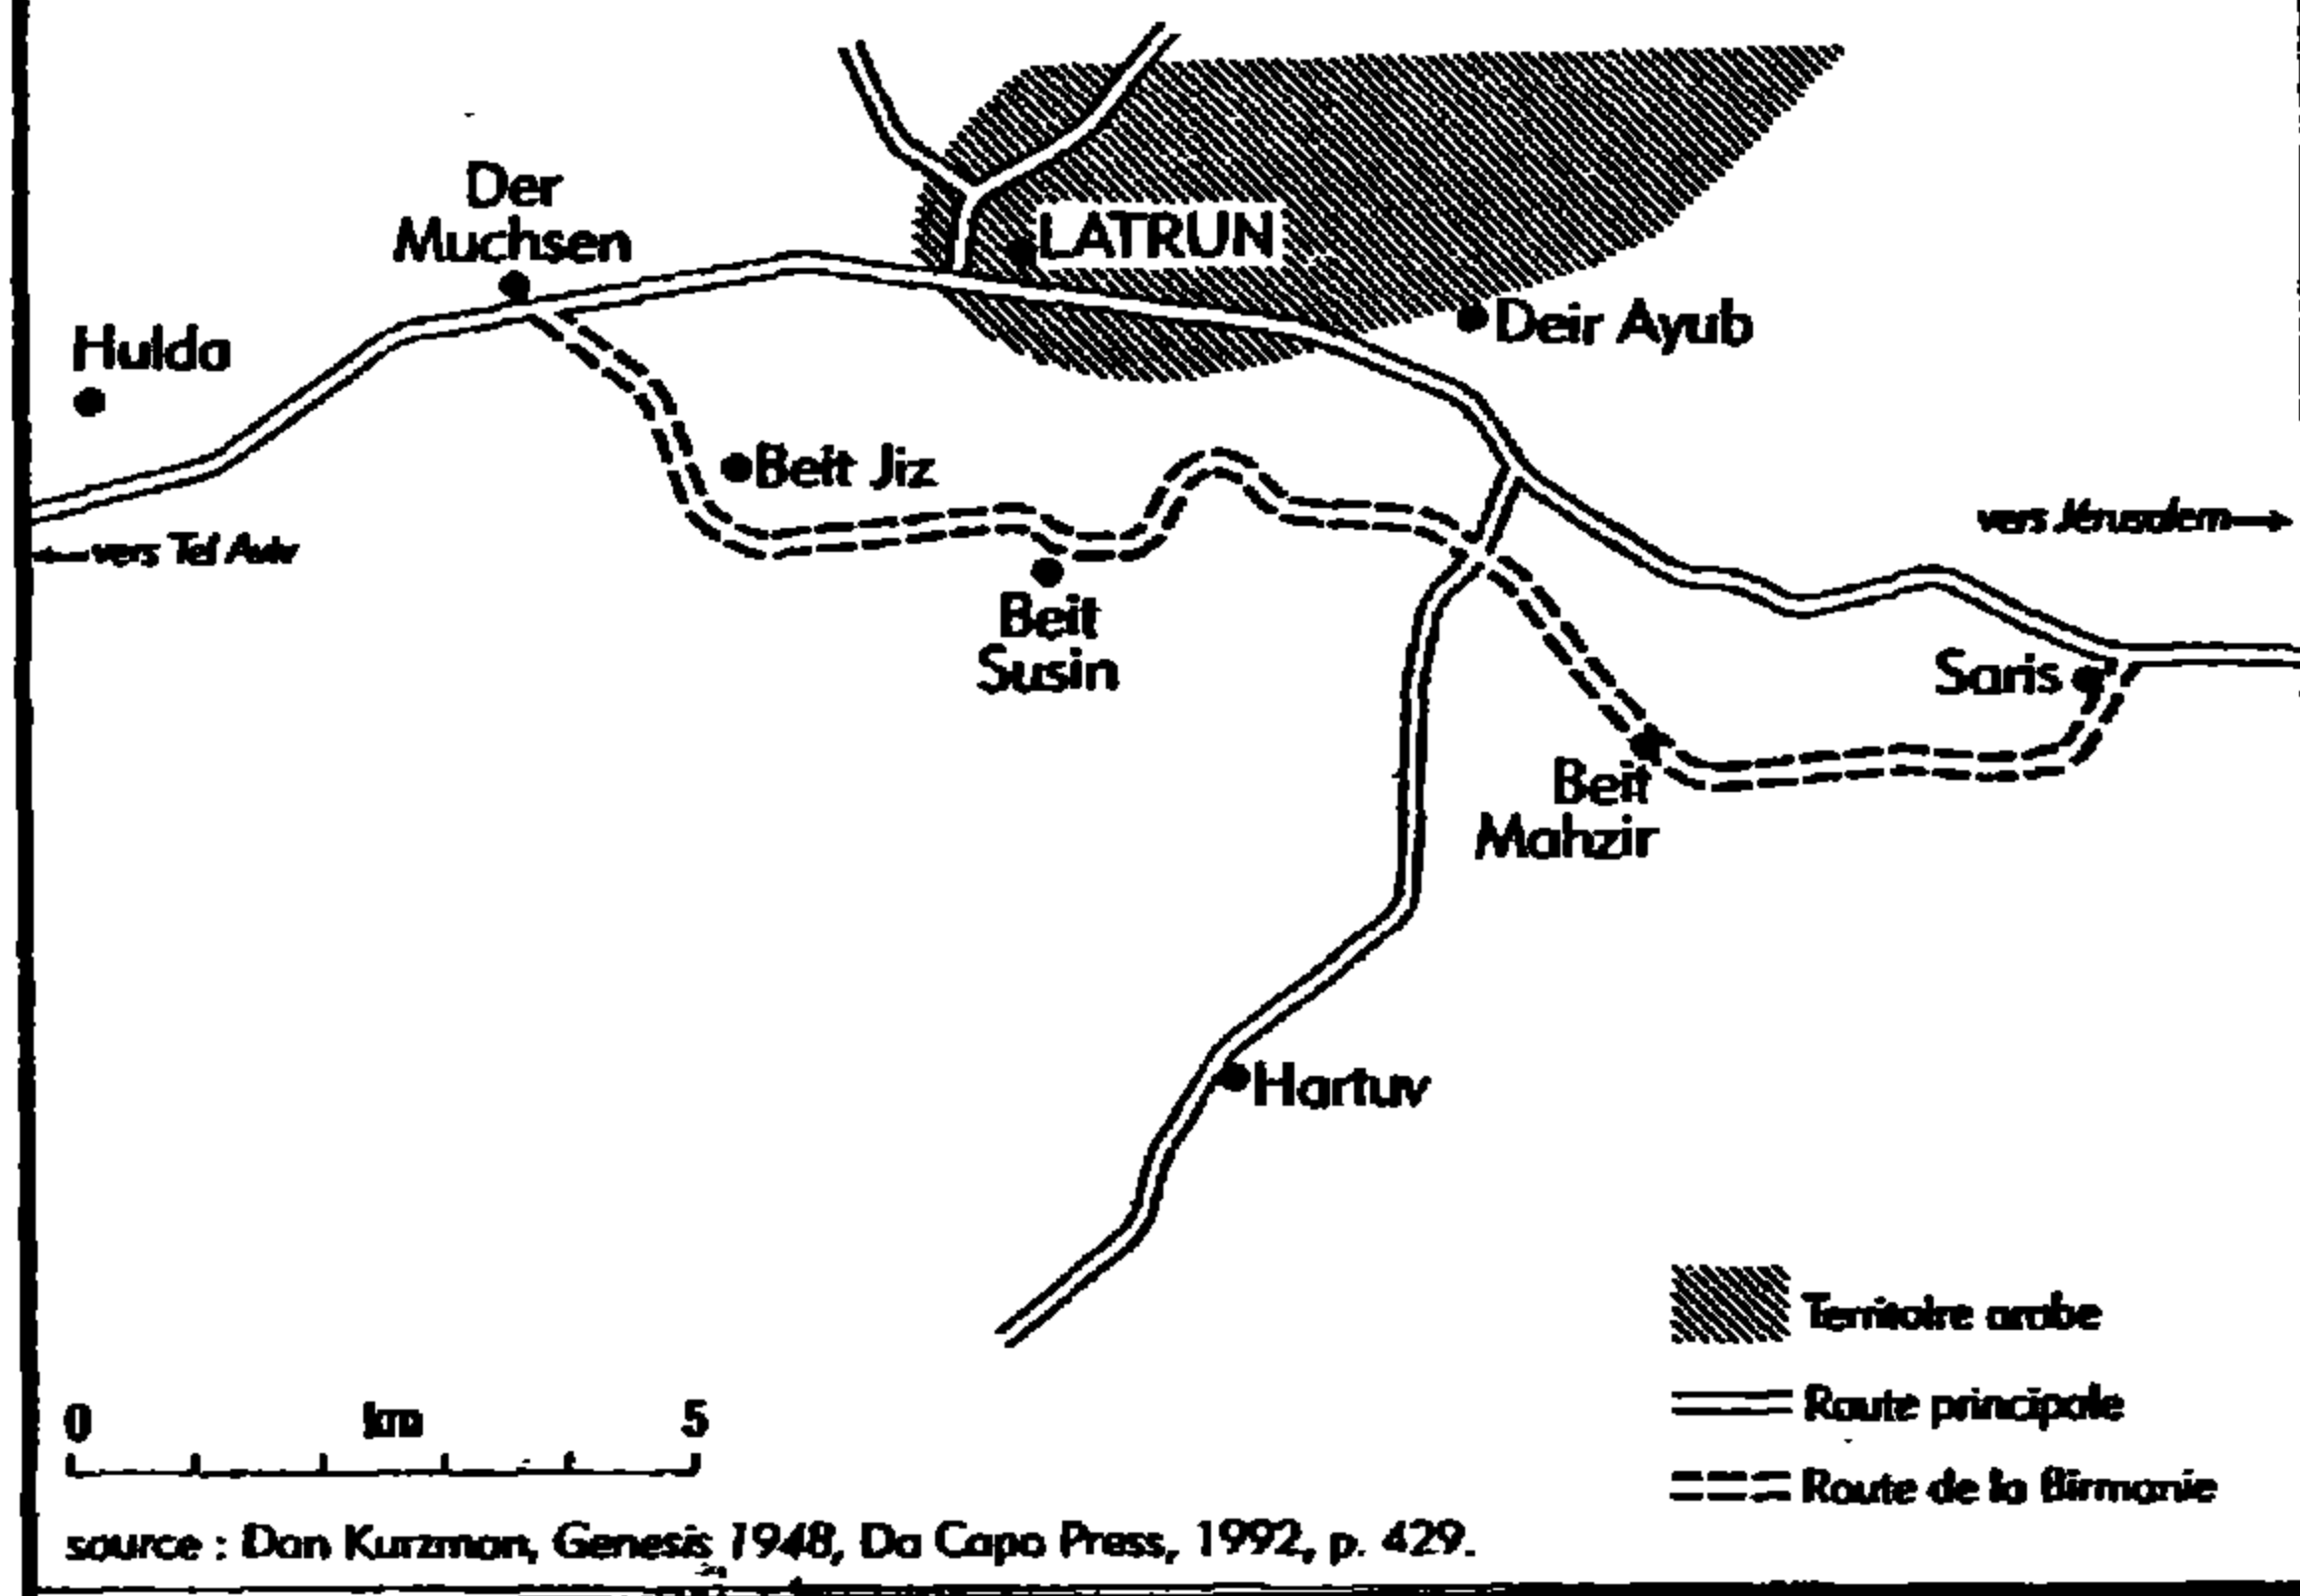 Der
Muchsen
LATRUN
Hulda
Deir Ayub
Beit Jiz
vers Tel Aviv
vers Jérusalem
Beit
Susin
Saris
Beit
Mahzir
Hartuv
Territoire arabe
Route principale
Route de la Birmanie
0 km 5
source : Dan Kurzman, Genesis 1948, Da Capo Press, 1992, p. 429.